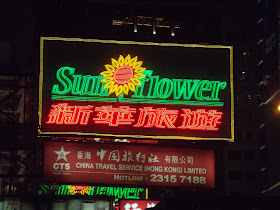 Sunflower
新華旅遊
香港中國旅行社有限公司
CTS
CHINA TRAVEL SERVICE (HONG KONG) LIMITED
HOTLINE : 2315 7188